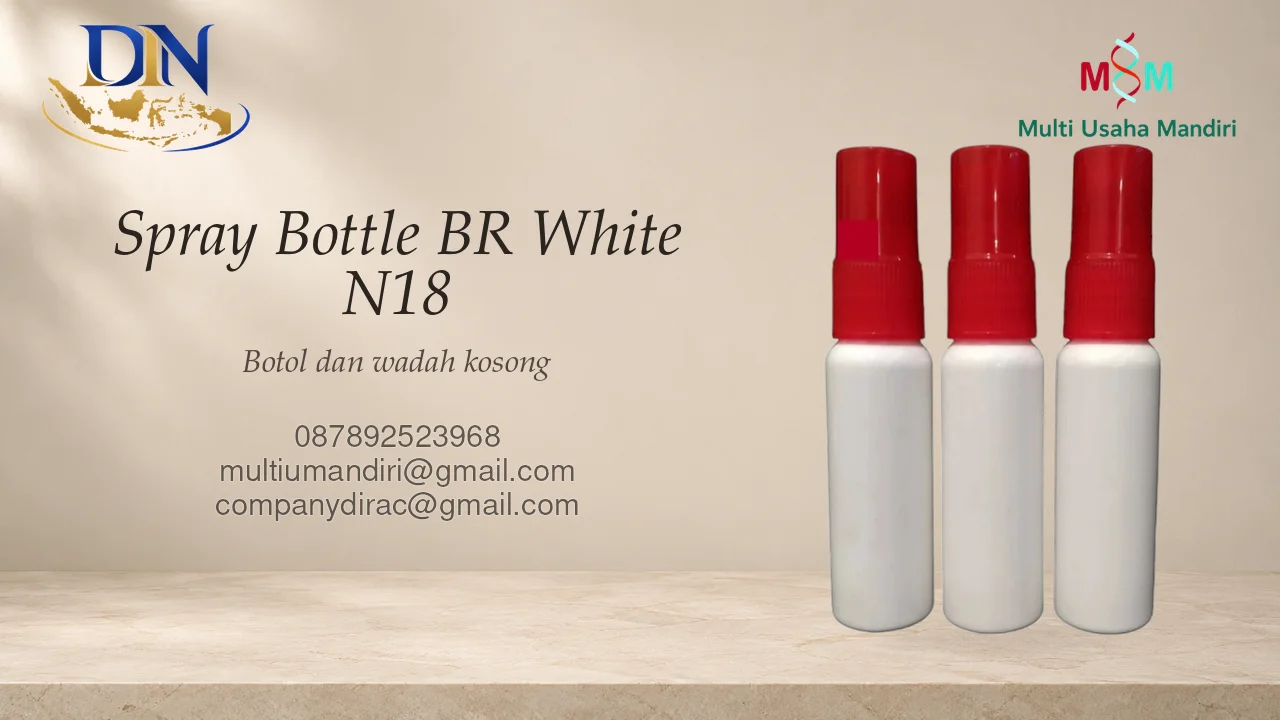 DN
M M
Multi Usaha Mandiri
Spray Bottle BR White
N18
Botol dan wadah kosong
087892523968
multiumandiri@gmail.com
companydirac@gmail.com